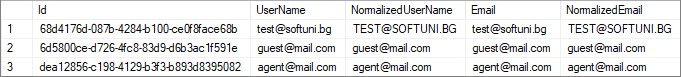 Id UserName NormalizedUserName Email NormalizedEmail
1 68d4176d-087b-4284-b100-ce0f8face68b test@softuni.bg TEST@SOFTUNI.BG test@softuni.bg TEST@SOFTUNI.BG
2 6d5800ce-d726-4fc8-83d9-d6b3ac1f591e guest@mail.com guest@mail.com guest@mail.com guest@mail.com
3 dea12856-c198-4129-b3f3-b893d8395082 agent@mail.com agent@mail.com agent@mail.com agent@mail.com